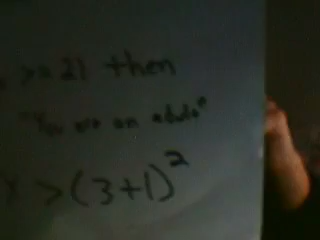 >= 21 then
"You are an adult"
x > (3+1)²